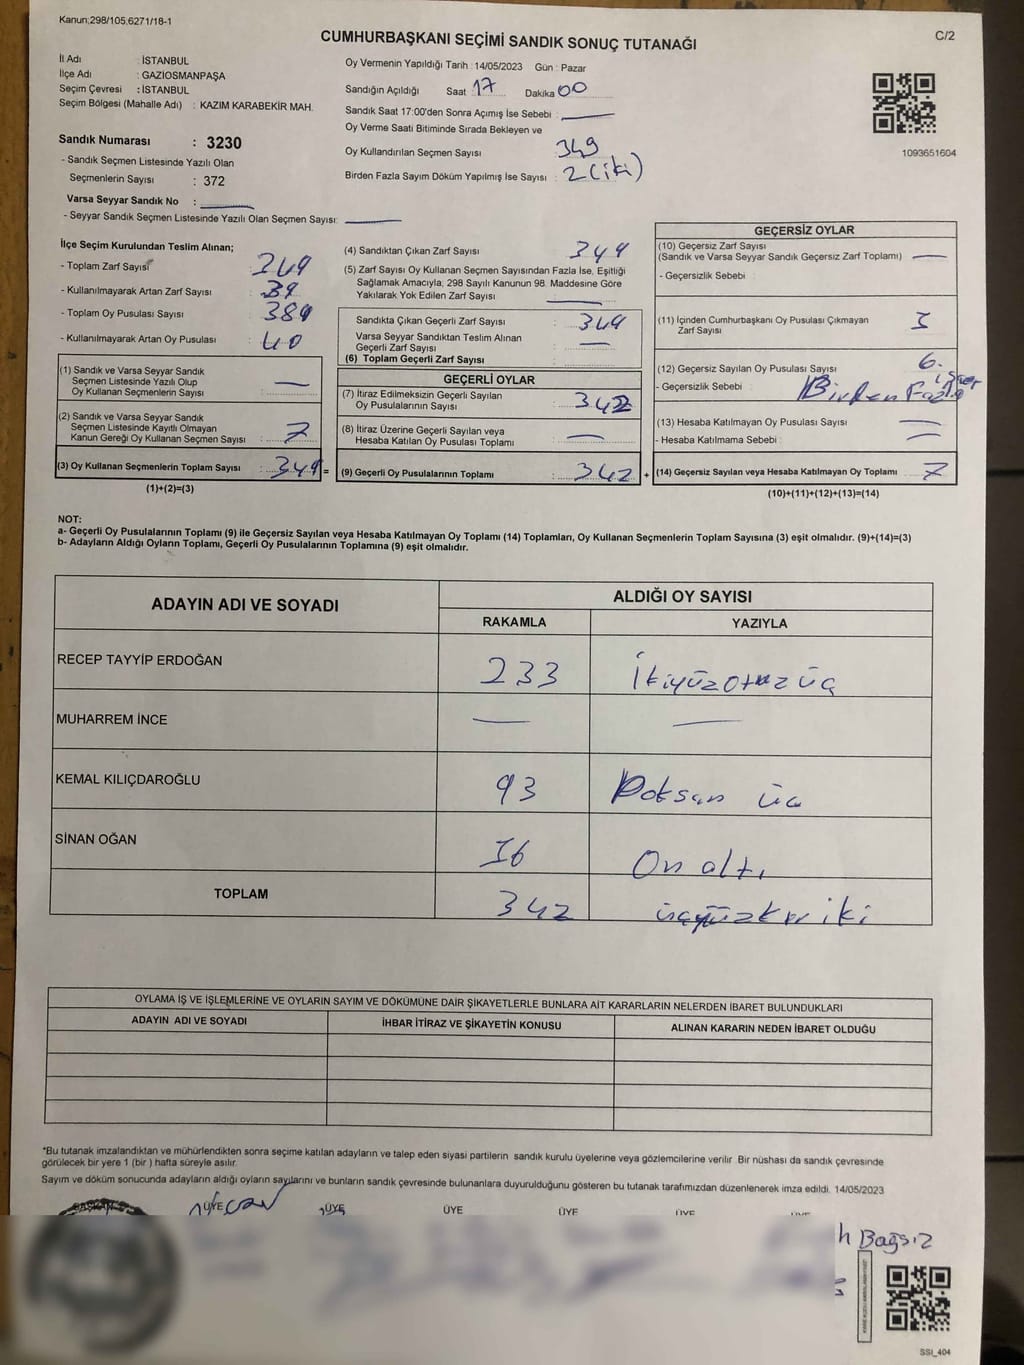 Kanun:298/105,6271/18-1
C/2
CUMHURBAŞKANI SEÇİMİ SANDIK SONUÇ TUTANAĞI
İl Adı : İSTANBUL
İlçe Adı : GAZİOSMANPAŞA
Seçim Çevresi : İSTANBUL
Seçim Bölgesi (Mahalle Adı) : KAZIM KARABEKİR MAH.
Sandık Numarası : 3230
- Sandık Seçmen Listesinde Yazılı Olan
Seçmenlerin Sayısı : 372
Varsa Seyyar Sandık No :
- Seyyar Sandık Seçmen Listesinde Yazılı Olan Seçmen Sayısı:
Oy Vermenin Yapıldığı Tarih : 14/05/2023 Gün : Pazar
Sandığın Açıldığı Saat 17 Dakika 00
Sandık Saat 17:00'den Sonra Açımış İse Sebebi :
Oy Verme Saati Bitiminde Sırada Bekleyen ve
Oy Kullandırılan Seçmen Sayısı 349
Birden Fazla Sayım Döküm Yapılmış İse Sayısı : 2 (iki)
1093651604
İlçe Seçim Kurulundan Teslim Alınan;
- Toplam Zarf Sayısı
- Kullanılmayarak Artan Zarf Sayısı : 39
- Toplam Oy Pusulası Sayısı : 389
- Kullanılmayarak Artan Oy Pusulası : 40
(1) Sandık ve Varsa Seyyar Sandık
Seçmen Listesinde Yazılı Olup
Oy Kullanan Seçmenlerin Sayısı : —
(2) Sandık ve Varsa Seyyar Sandık
Seçmen Listesinde Kayıtlı Olmayan
Kanun Gereği Oy Kullanan Seçmen Sayısı : 7
(3) Oy Kullanan Seçmenlerin Toplam Sayısı : 349 =
(1)+(2)=(3)
(4) Sandıktan Çıkan Zarf Sayısı 349
(5) Zarf Sayısı Oy Kullanan Seçmen Sayısından Fazla İse, Eşitliği
Sağlamak Amacıyla, 298 Sayılı Kanunun 98. Maddesine Göre
Yakılarak Yok Edilen Zarf Sayısı : —
Sandıkta Çıkan Geçerli Zarf Sayısı : 349
Varsa Seyyar Sandıktan Teslim Alınan
Geçerli Zarf Sayısı : —
(6) Toplam Geçerli Zarf Sayısı :
GEÇERLİ OYLAR
(7) İtiraz Edilmeksizin Geçerli Sayılan
Oy Pusulalarının Sayısı : 342
(8) İtiraz Üzerine Geçerli Sayılan veya
Hesaba Katılan Oy Pusulası Toplamı : —
(9) Geçerli Oy Pusulalarının Toplamı : 342 +
GEÇERSİZ OYLAR
(10) Geçersiz Zarf Sayısı
(Sandık ve Varsa Seyyar Sandık Geçersiz Zarf Toplamı) : —
- Geçersizlik Sebebi :
(11) İçinden Cumhurbaşkanı Oy Pusulası Çıkmayan
Zarf Sayısı
(12) Geçersiz Sayılan Oy Pusulası Sayısı : 6.
- Geçersizlik Sebebi : Birden Fazla
(13) Hesaba Katılmayan Oy Pusulası Sayısı : —
- Hesaba Katılmama Sebebi : —
(14) Geçersiz Sayılan veya Hesaba Katılmayan Oy Toplamı : 7
(10)+(11)+(12)+(13)=(14)
NOT:
a- Geçerli Oy Pusulalarının Toplamı (9) ile Geçersiz Sayılan veya Hesaba Katılmayan Oy Toplamı (14) Toplamları, Oy Kullanan Seçmenlerin Toplam Sayısına (3) eşit olmalıdır. (9)+(14)=(3)
b- Adayların Aldığı Oyların Toplamı, Geçerli Oy Pusulalarının Toplamına (9) eşit olmalıdır.
ADAYIN ADI VE SOYADI ALDIĞI OY SAYISI
RAKAMLA YAZIYLA
RECEP TAYYİP ERDOĞAN 233 İkiyüzotuz üç
MUHARREM İNCE — —
KEMAL KILIÇDAROĞLU 93 Doksan üç
SİNAN OĞAN 16 On altı
TOPLAM 342 üçyüzkırkiki
OYLAMA İŞ VE İŞLEMLERİNE VE OYLARIN SAYIM VE DÖKÜMÜNE DAİR ŞİKAYETLERLE BUNLARA AİT KARARLARIN NELERDEN İBARET BULUNDUKLARI
ADAYIN ADI VE SOYADI İHBAR İTİRAZ VE ŞİKAYETİN KONUSU ALINAN KARARIN NEDEN İBARET OLDUĞU
*Bu tutanak imzalandıktan ve mühürlendikten sonra seçime katılan adayların ve talep eden siyasi partilerin sandık kurulu üyelerine veya gözlemcilerine verilir. Bir nüshası da sandık çevresinde
görülecek bir yere 1 (bir ) hafta süreyle asılır.
Sayım ve döküm sonucunda adayların aldığı oyların sayılarını ve bunların sandık çevresinde bulunanlara duyurulduğunu gösteren bu tutanak tarafımızdan düzenlenerek imza edildi. 14/05/2023
BAŞKAN ÜYE ÜYE ÜYE ÜYE ÜYE
Bağsız
SSI_404